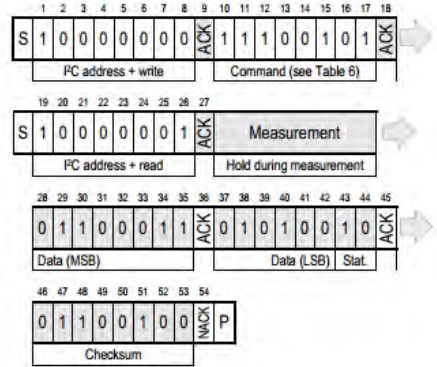 1 2 3 4 5 6 7 8 9 10 11 12 13 14 15 16 17 18
S 1 0 0 0 0 0 0 0 ACK 1 1 1 0 0 1 0 1 ACK
I²C address + write Command (see Table 6)
19 20 21 22 23 24 25 26 27
S 1 0 0 0 0 0 0 1 ACK Measurement
I²C address + read Hold during measurement
28 29 30 31 32 33 34 35 36 37 38 39 40 41 42 43 44 45
0 1 1 0 0 0 1 1 ACK 0 1 0 1 0 0 1 0 ACK
Data (MSB) Data (LSB) Stat.
46 47 48 49 50 51 52 53 54
0 1 1 0 0 1 0 0 NACK P
Checksum